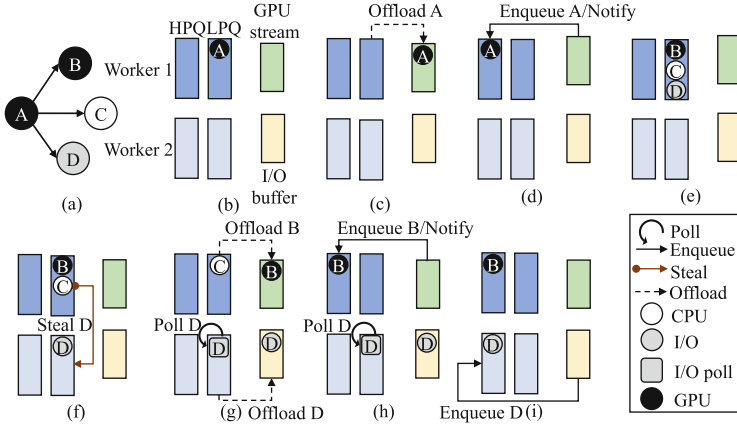 A
B
C
D
(a)
HPQ LPQ
GPU
stream
Worker 1
Worker 2
A
I/O
buffer
(b)
Offload A
A
(c)
Enqueue A/Notify
A
(d)
B
C
D
(e)
B
C
Steal D
D
(f)
Offload B
C
B
Poll D
D
D
(g)
Offload D
Enqueue B/Notify
B
Poll D
D
D
(h)
B
D
Enqueue D
(i)
Poll
Enqueue
Steal
Offload
CPU
I/O
I/O poll
GPU